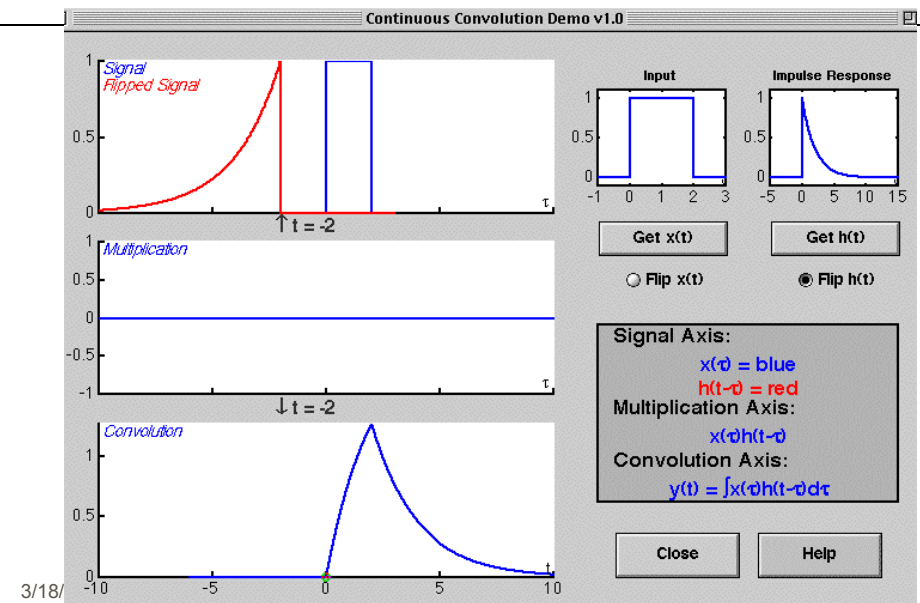 Continuous Convolution Demo v1.0
1
Signal
Flipped Signal
0.5
0
τ
↑ t = -2
1
Multiplication
0.5
0
-0.5
-1
τ
↓ t = -2
Convolution
1
0.5
0
t
-10 -5 0 5 10
Input
1
0.5
0
-1 0 1 2 3
Impulse Response
1
0.5
0
-5 0 5 10 15
Get x(t)
Get h(t)
Flip x(t)
Flip h(t)
Signal Axis:
x(τ) = blue
h(t-τ) = red
Multiplication Axis:
x(τ)h(t-τ)
Convolution Axis:
y(t) = ∫x(τ)h(t-τ)dτ
Close
Help
3/18/